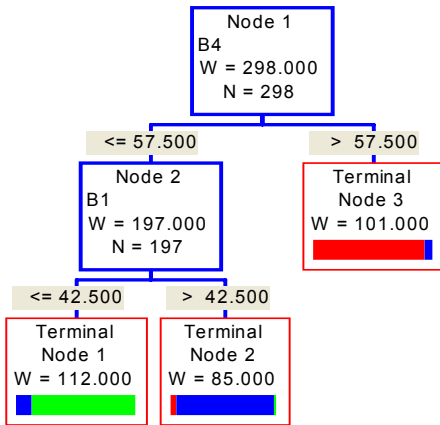 Node 1
B4
W = 298.000
N = 298
<= 57.500
> 57.500
Node 2
B1
W = 197.000
N = 197
Terminal
Node 3
W = 101.000
<= 42.500
> 42.500
Terminal
Node 1
W = 112.000
Terminal
Node 2
W = 85.000